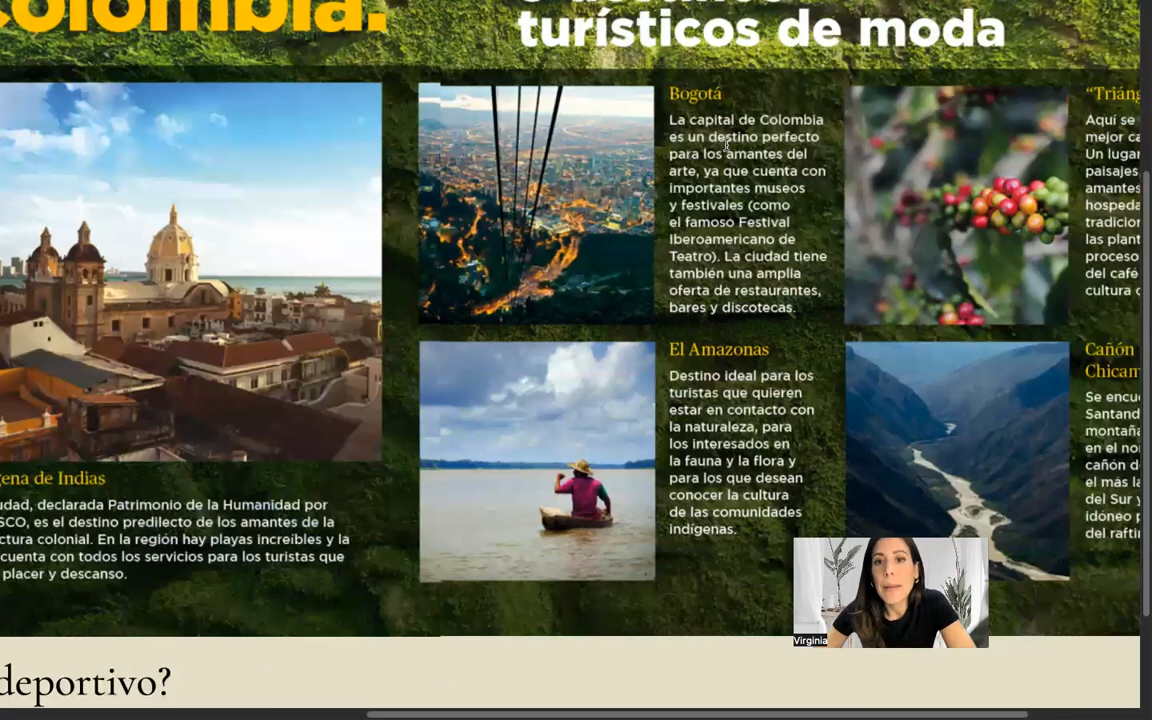 Colombia.
turísticos de moda
gena de Indias
udad, declarada Patrimonio de la Humanidad por
SCO, es el destino predilecto de los amantes de la
ctura colonial. En la región hay playas increíbles y la
cuenta con todos los servicios para los turistas que
placer y descanso.
Bogotá
La capital de Colombia
es un destino perfecto
para los amantes del
arte, ya que cuenta con
importantes museos
y festivales (como
el famoso Festival
Iberoamericano de
Teatro). La ciudad tiene
también una amplia
oferta de restaurantes,
bares y discotecas.
El Amazonas
Destino ideal para los
turistas que quieren
estar en contacto con
la naturaleza, para
los interesados en
la fauna y la flora y
para los que desean
conocer la cultura
de las comunidades
indígenas.
“Triáng
Aquí se
mejor ca
Un lugar
paisajes
amantes
hospeda
tradicion
las plant
proceso
del café
cultura c
Cañón
Chicam
Se encue
Santand
montaña
en el nor
cañón de
el más la
del Sur y
idóneo p
del raftin
Virginia
deportivo?